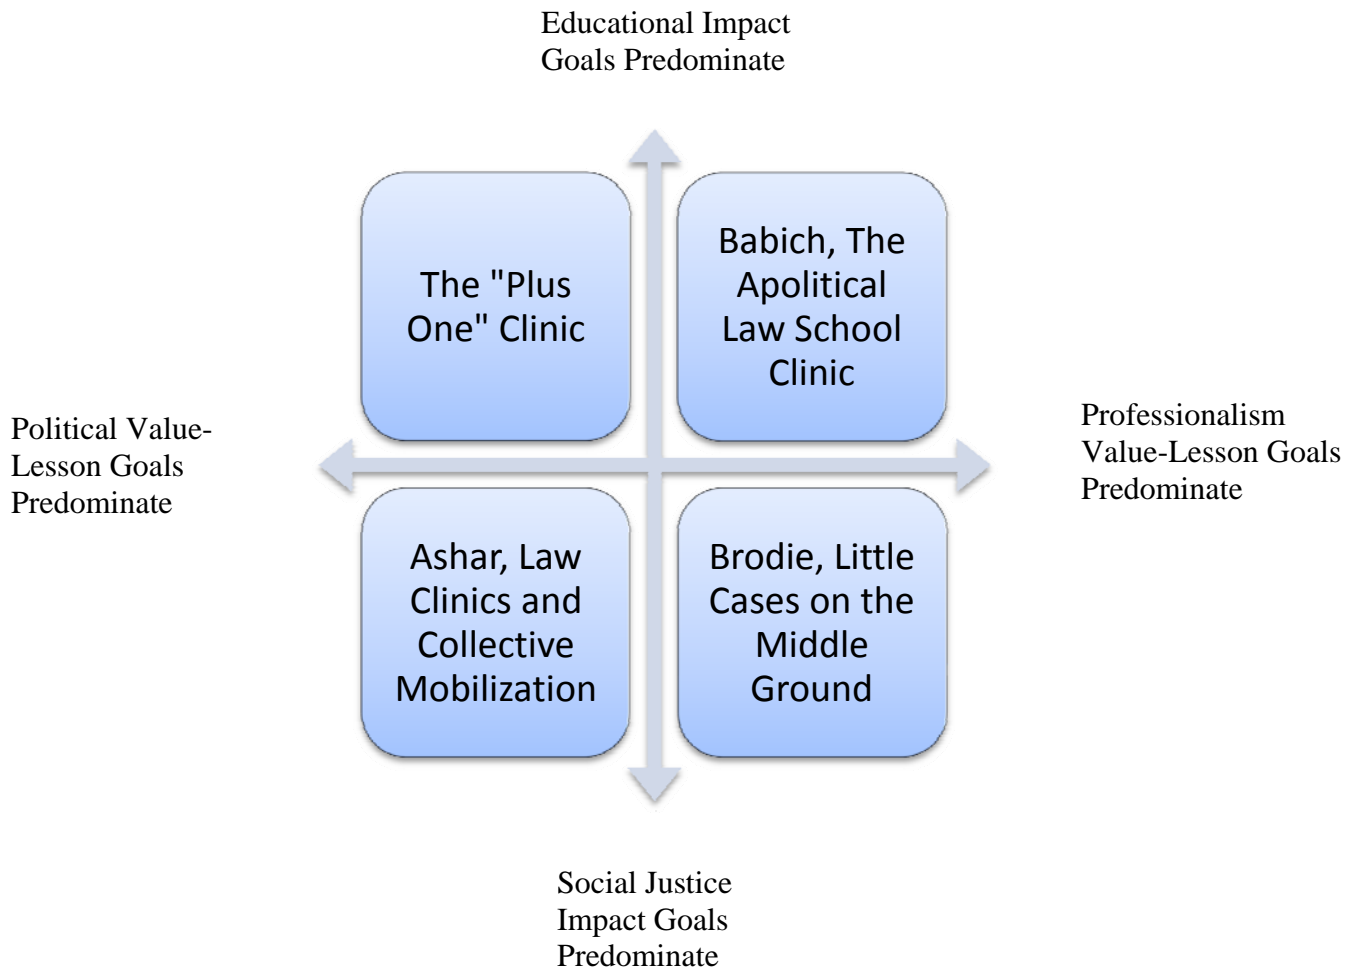 Educational Impact
Goals Predominate
The "Plus
One" Clinic
Babich, The
Apolitical
Law School
Clinic
Political Value-
Lesson Goals
Predominate
Professionalism
Value-Lesson Goals
Predominate
Ashar, Law
Clinics and
Collective
Mobilization
Brodie, Little
Cases on the
Middle
Ground
Social Justice
Impact Goals
Predominate